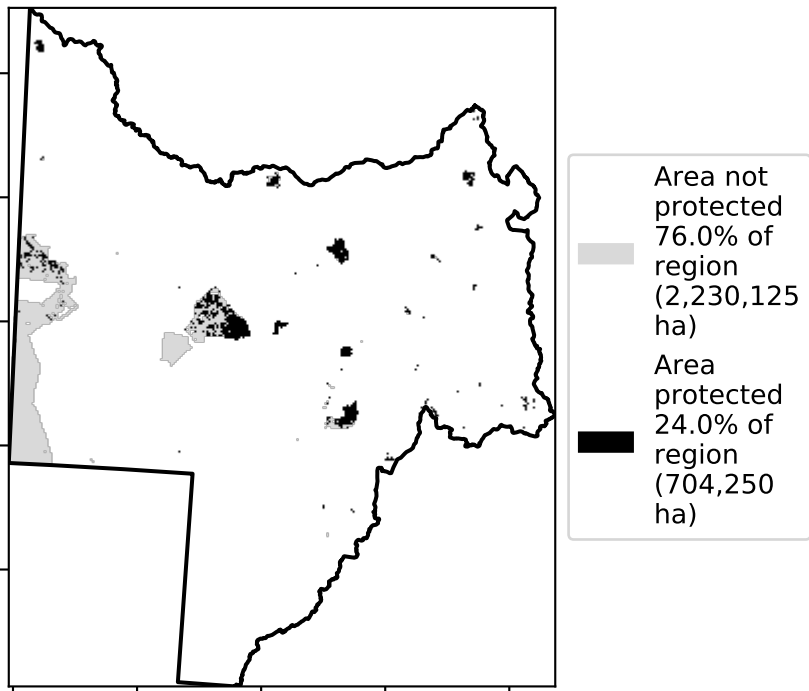 Area not
protected
76.0% of
region
(2,230,125
ha)
Area
protected
24.0% of
region
(704,250
ha)